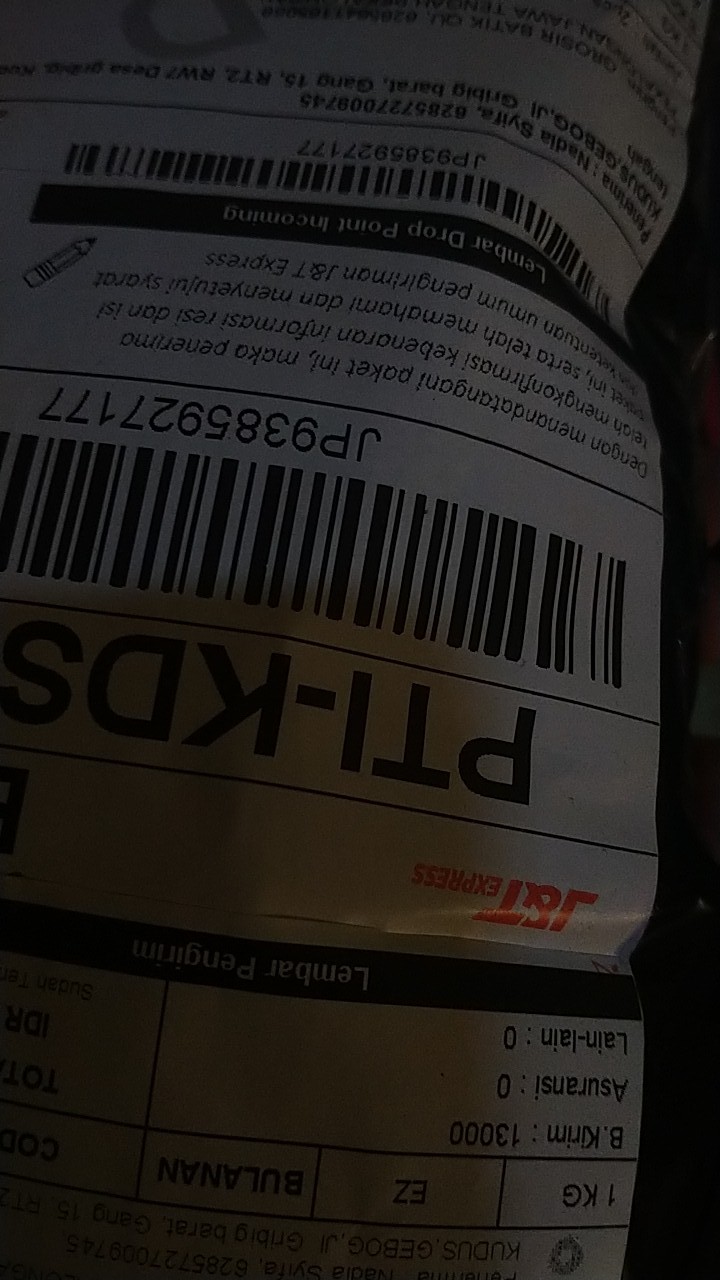 Penerima : Nadia Syifa, 6285727009745
KUDUS,GEBOG,Jl Gribig barat, Gang 15, RT2
1 KG EZ BULANAN COD
B.Kirim : 13000
Asuransi : 0
Lain-lain : 0
IDR
Lembar Pengirim
J&T EXPRESS
PTI-KDS
JP9385927177
Dengan menandatangani paket ini, maka penerima
telah mengkonfirmasi kebenaran informasi resi dan isi
paket ini, serta telah memahami dan menyetujui syarat
dan ketentuan umum pengiriman J&T Express
Lembar Drop Point Incoming
JP9385927177
Penerima : Nadia Syifa, 6285727009745
KUDUS,GEBOG,Jl Gribig barat, Gang 15, RT2, RW7 Desa gribig,
tengah
GROSIR BATIK
JAWA TENGAH